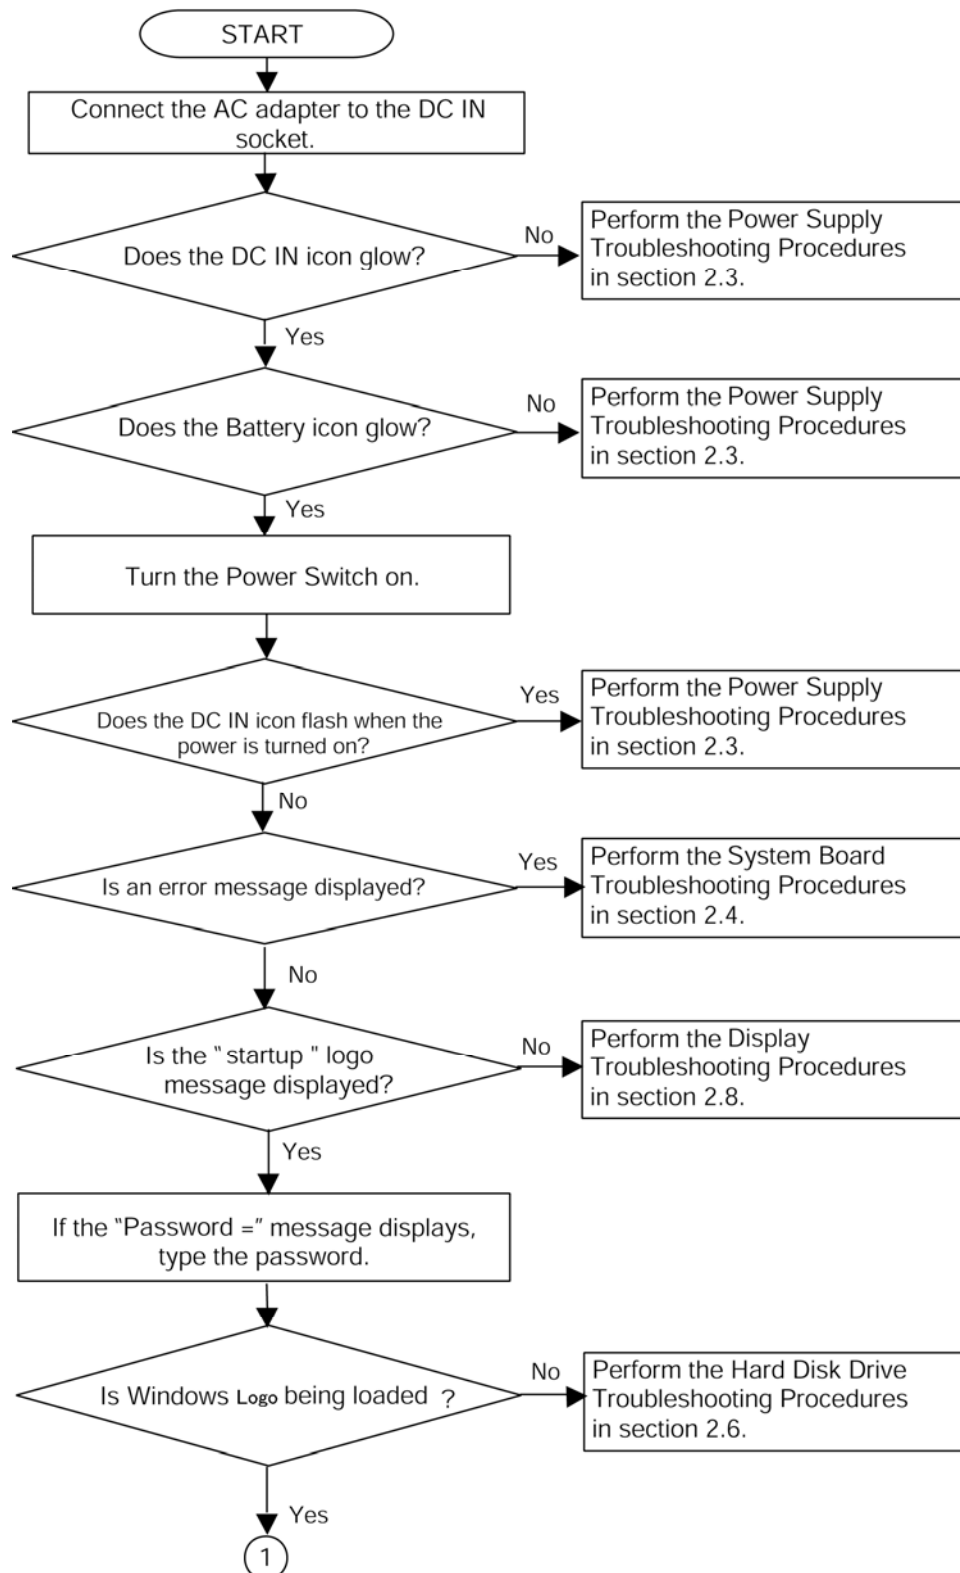 START
Connect the AC adapter to the DC IN
socket.
Does the DC IN icon glow?
No
Perform the Power Supply
Troubleshooting Procedures
in section 2.3.
Yes
Does the Battery icon glow?
No
Perform the Power Supply
Troubleshooting Procedures
in section 2.3.
Yes
Turn the Power Switch on.
Does the DC IN icon flash when the
power is turned on?
Yes
Perform the Power Supply
Troubleshooting Procedures
in section 2.3.
No
Is an error message displayed?
Yes
Perform the System Board
Troubleshooting Procedures
in section 2.4.
No
Is the “ startup ” logo
message displayed?
No
Perform the Display
Troubleshooting Procedures
in section 2.8.
Yes
If the “Password =” message displays,
type the password.
Is Windows Logo being loaded ?
No
Perform the Hard Disk Drive
Troubleshooting Procedures
in section 2.6.
Yes
1